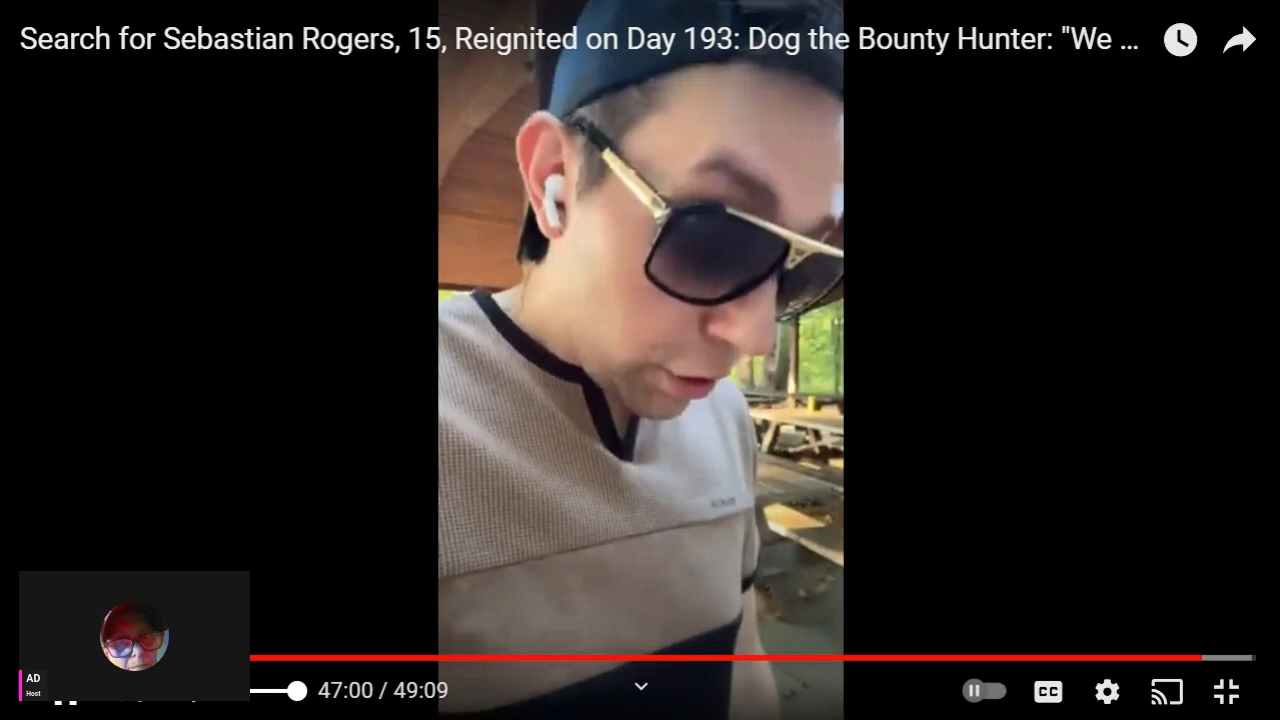 Search for Sebastian Rogers, 15, Reignited on Day 193: Dog the Bounty Hunter: "We ...
AD
Host
47:00 / 49:09
CC